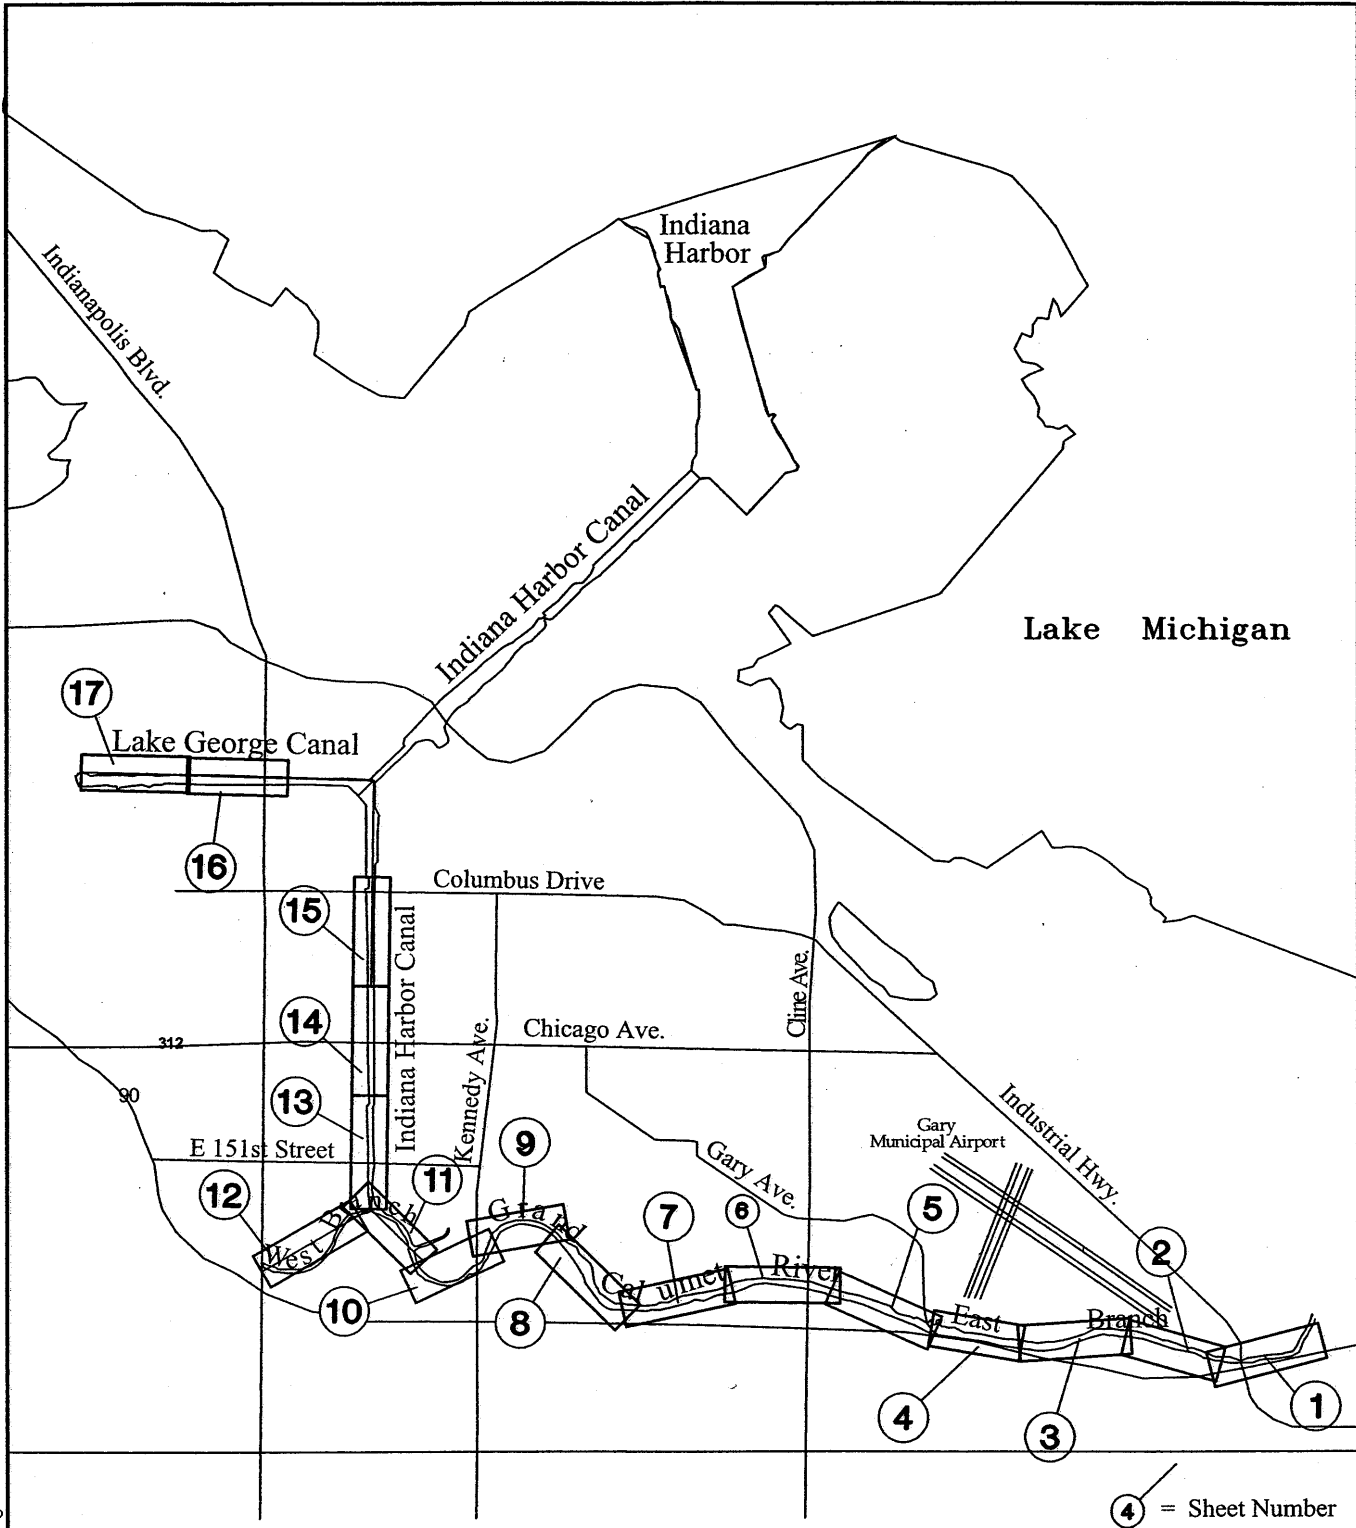 Indiana
Harbor
Indianapolis Blvd.
Indiana Harbor Canal
Lake Michigan
17
Lake George Canal
16
Columbus Drive
15
Indiana Harbor Canal
Cline Ave.
14
312
Chicago Ave.
Kennedy Ave.
90
13
Industrial Hwy.
Gary
Municipal Airport
E 151st Street
9
Gary Ave.
11
12
West Branch
Grand
7
6
5
2
Calumet
River
East
Branch
10
8
4
3
1
4 = Sheet Number